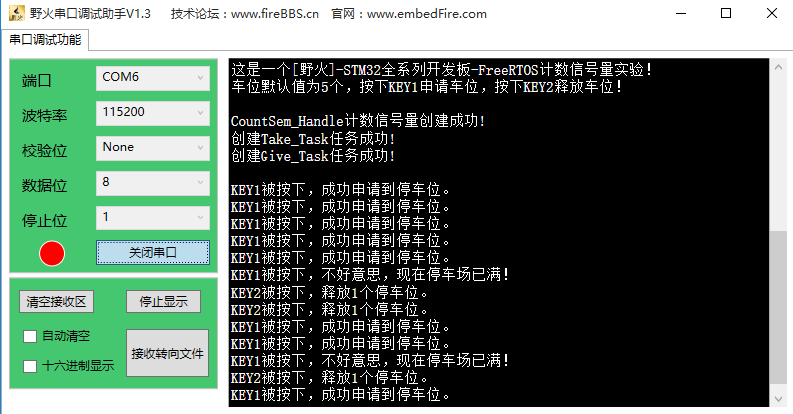 野火串口调试助手V1.3 技术论坛：www.fireBBS.cn 官网：www.embedFire.com
串口调试功能
端口 COM6
波特率 115200
校验位 None
数据位 8
停止位 1
关闭串口
清空接收区 停止显示
自动清空
十六进制显示
接收转向文件
这是一个[野火]-STM32全系列开发板-FreeRTOS计数信号量实验！
车位默认值为5个，按下KEY1申请车位，按下KEY2释放车位！
CountSem_Handle计数信号量创建成功!
创建Take_Task任务成功!
创建Give_Task任务成功!
KEY1被按下，成功申请到停车位。
KEY1被按下，成功申请到停车位。
KEY1被按下，成功申请到停车位。
KEY1被按下，成功申请到停车位。
KEY1被按下，成功申请到停车位。
KEY1被按下，不好意思，现在停车场已满！
KEY2被按下，释放1个停车位。
KEY2被按下，释放1个停车位。
KEY1被按下，成功申请到停车位。
KEY1被按下，成功申请到停车位。
KEY1被按下，不好意思，现在停车场已满！
KEY2被按下，释放1个停车位。
KEY1被按下，成功申请到停车位。